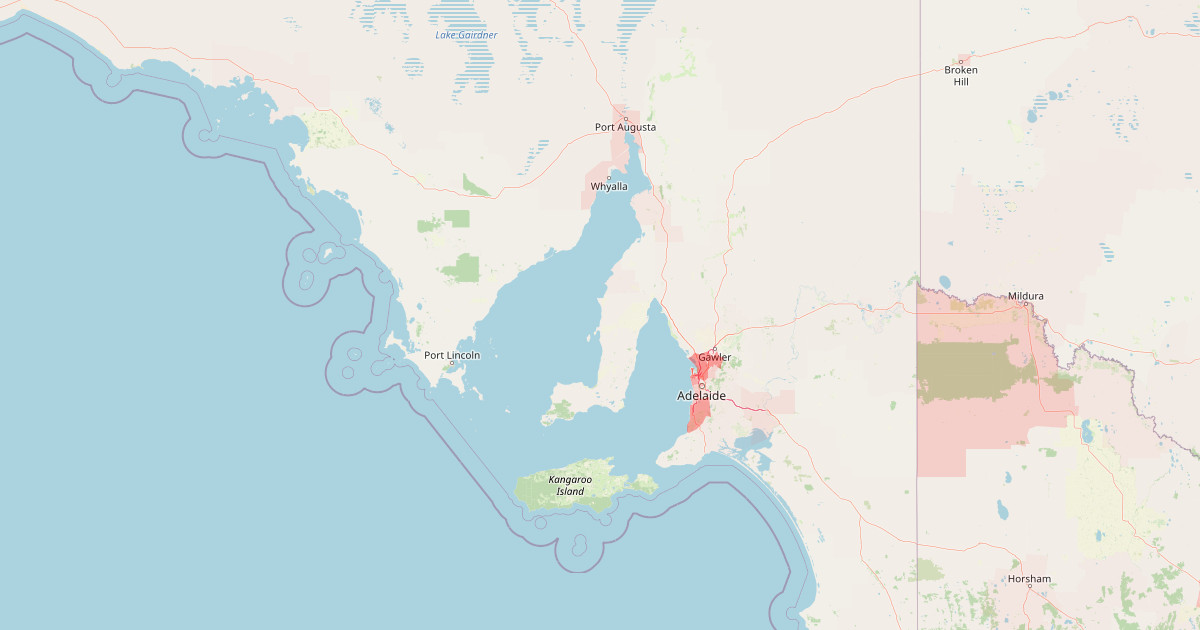 Lake Gairdner
Broken
Hill
Port Augusta
Whyalla
Mildura
Port Lincoln
Gawler
Adelaide
Kangaroo
Island
Horsham